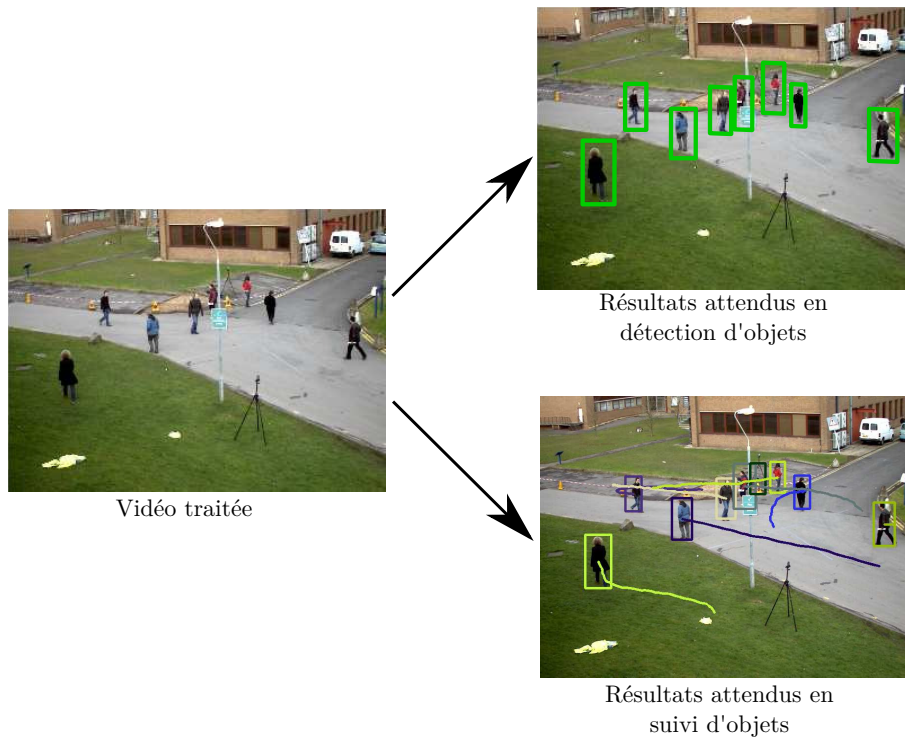 Vidéo traitée
Résultats attendus en
détection d'objets
Résultats attendus en
suivi d'objets